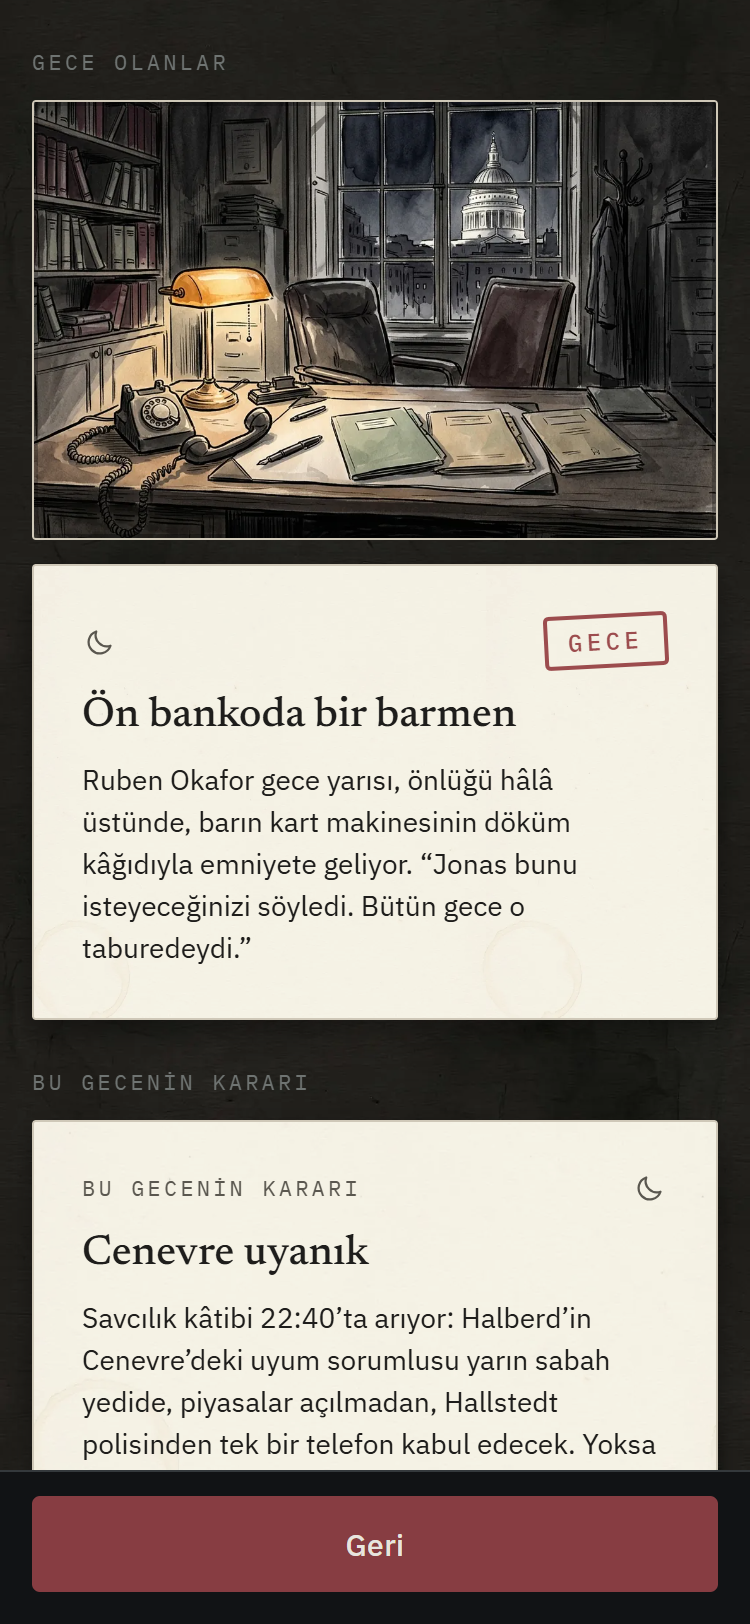 GECE OLANLAR
GECE
Ön bankoda bir barmen
Ruben Okafor gece yarısı, önlüğü hâlâ
üstünde, barın kart makinesinin döküm
kâğıdıyla emniyete geliyor. “Jonas bunu
isteyeceğinizi söyledi. Bütün gece o
taburedeydi.”
BU GECENİN KARARI
BU GECENİN KARARI
Cenevre uyanık
Savcılık kâtibi 22:40’ta arıyor: Halberd’in
Cenevre’deki uyum sorumlusu yarın sabah
yedide, piyasalar açılmadan, Hallstedt
polisinden tek bir telefon kabul edecek. Yoksa
Geri